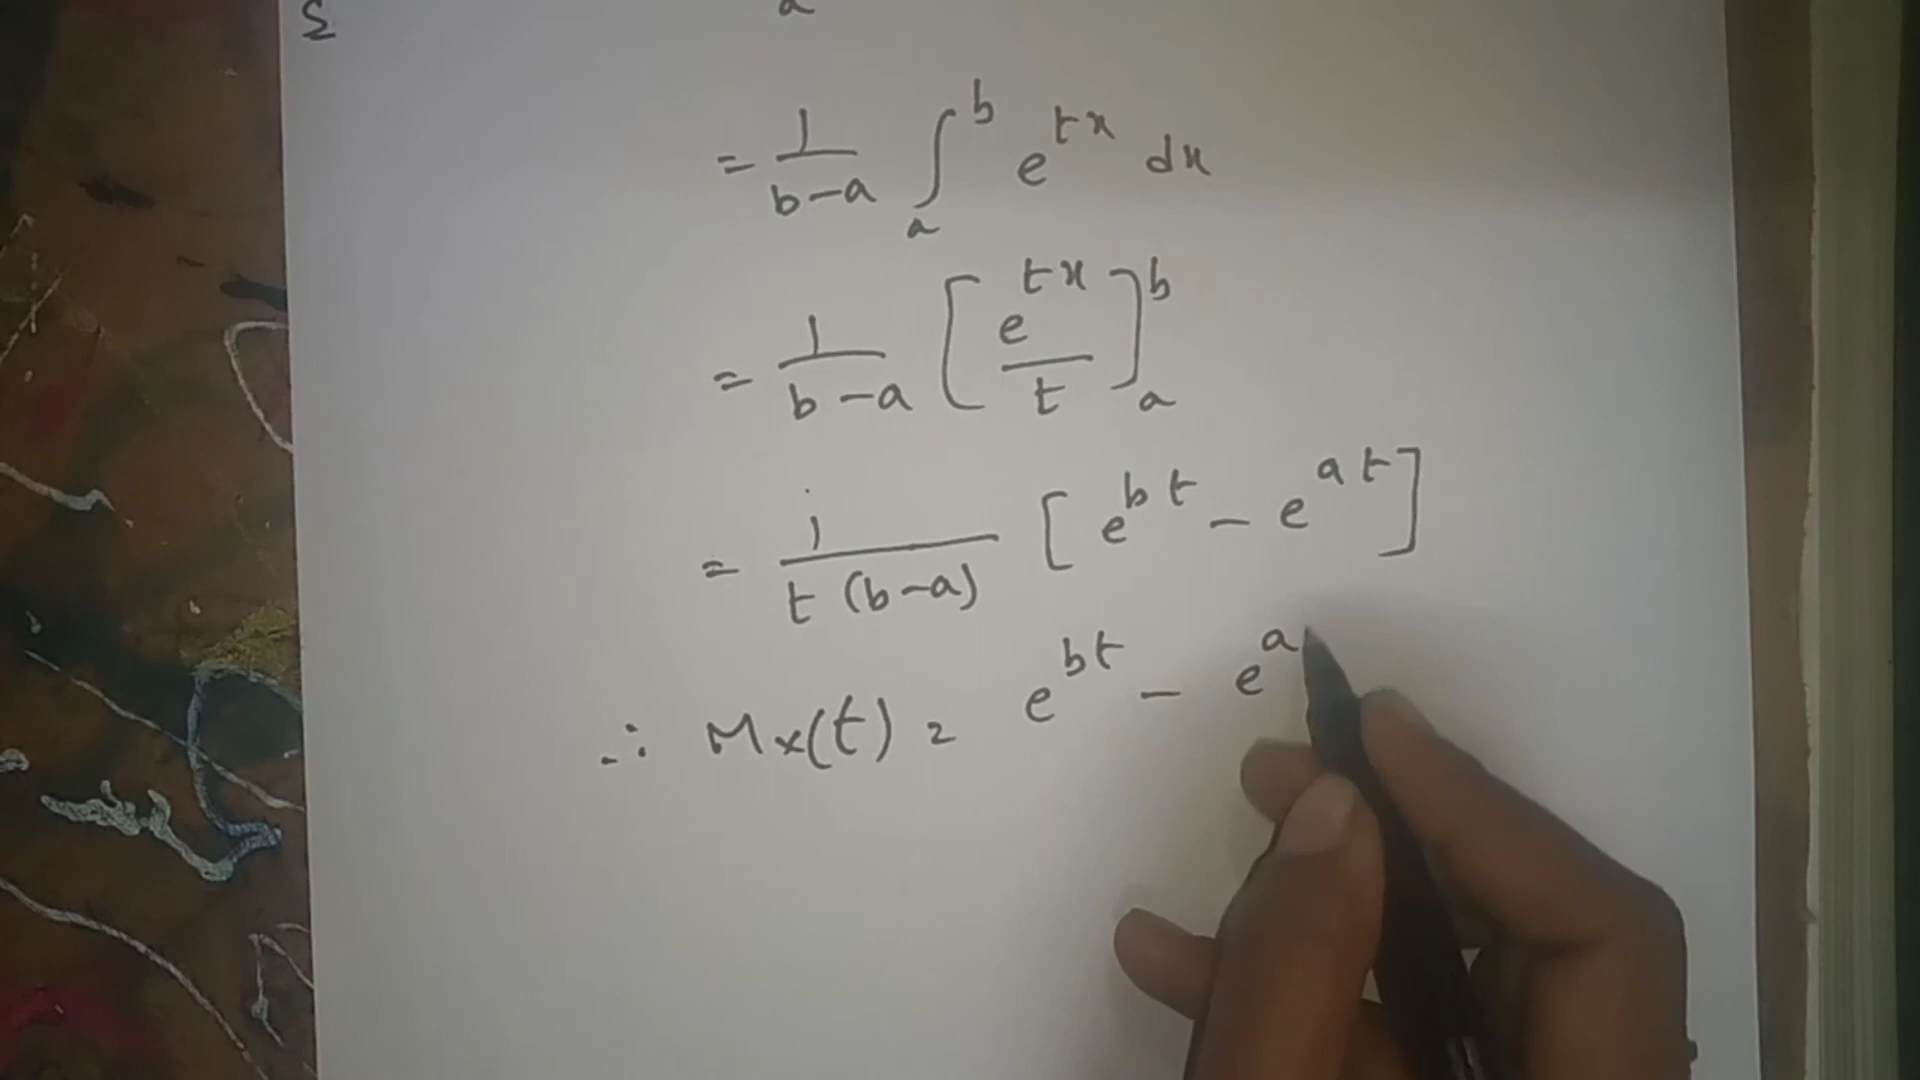 a
= 1/(b-a) ∫_a^b e^{tx} dx
= 1/(b-a) [e^{tx}/t]_a^b
= 1/(t(b-a)) [e^{bt} - e^{at}]
∴ Mx(t) = e^{bt} - e^{a